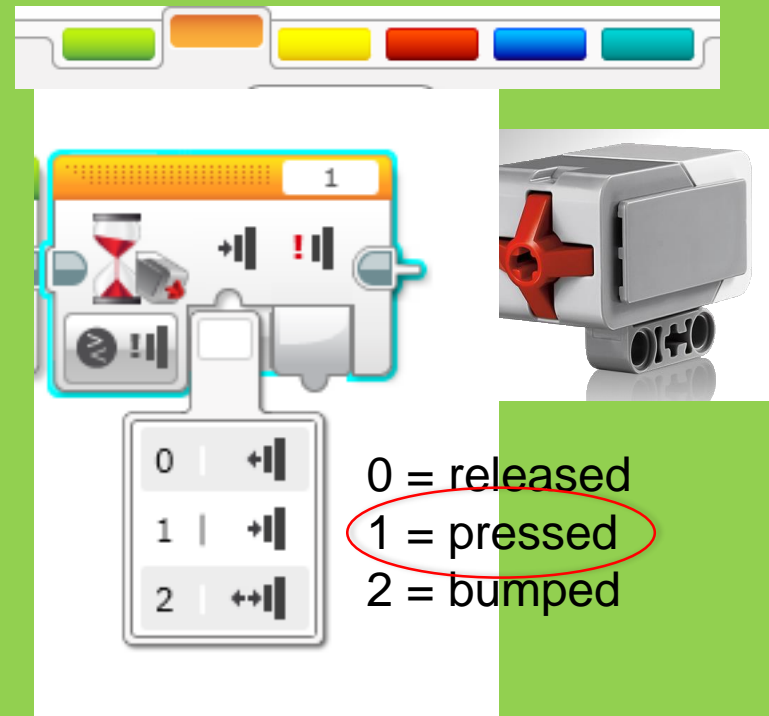 1
0
1
2
0 = released
1 = pressed
2 = bumped